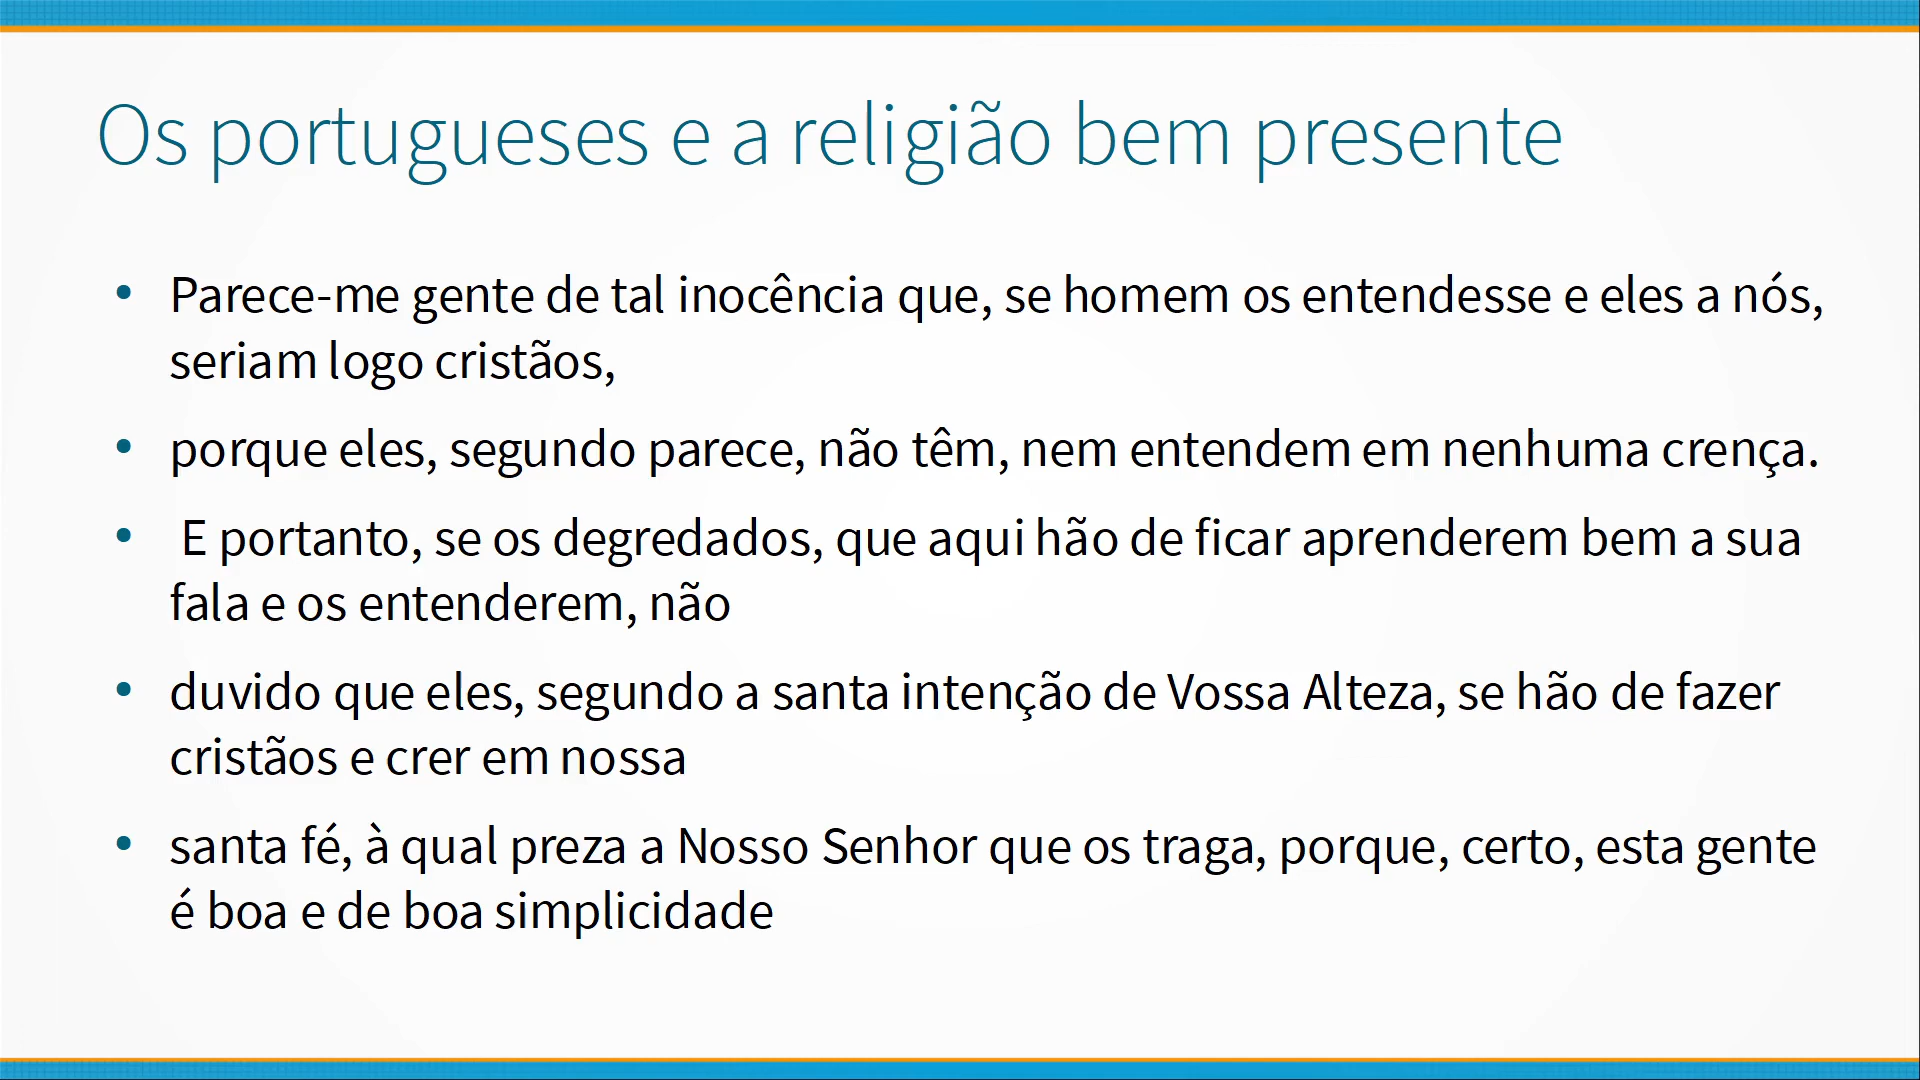 Os portugueses e a religião bem presente
• Parece-me gente de tal inocência que, se homem os entendesse e eles a nós,
seriam logo cristãos,
• porque eles, segundo parece, não têm, nem entendem em nenhuma crença.
• E portanto, se os degredados, que aqui hão de ficar aprenderem bem a sua
fala e os entenderem, não
• duvido que eles, segundo a santa intenção de Vossa Alteza, se hão de fazer
cristãos e crer em nossa
• santa fé, à qual preza a Nosso Senhor que os traga, porque, certo, esta gente
é boa e de boa simplicidade